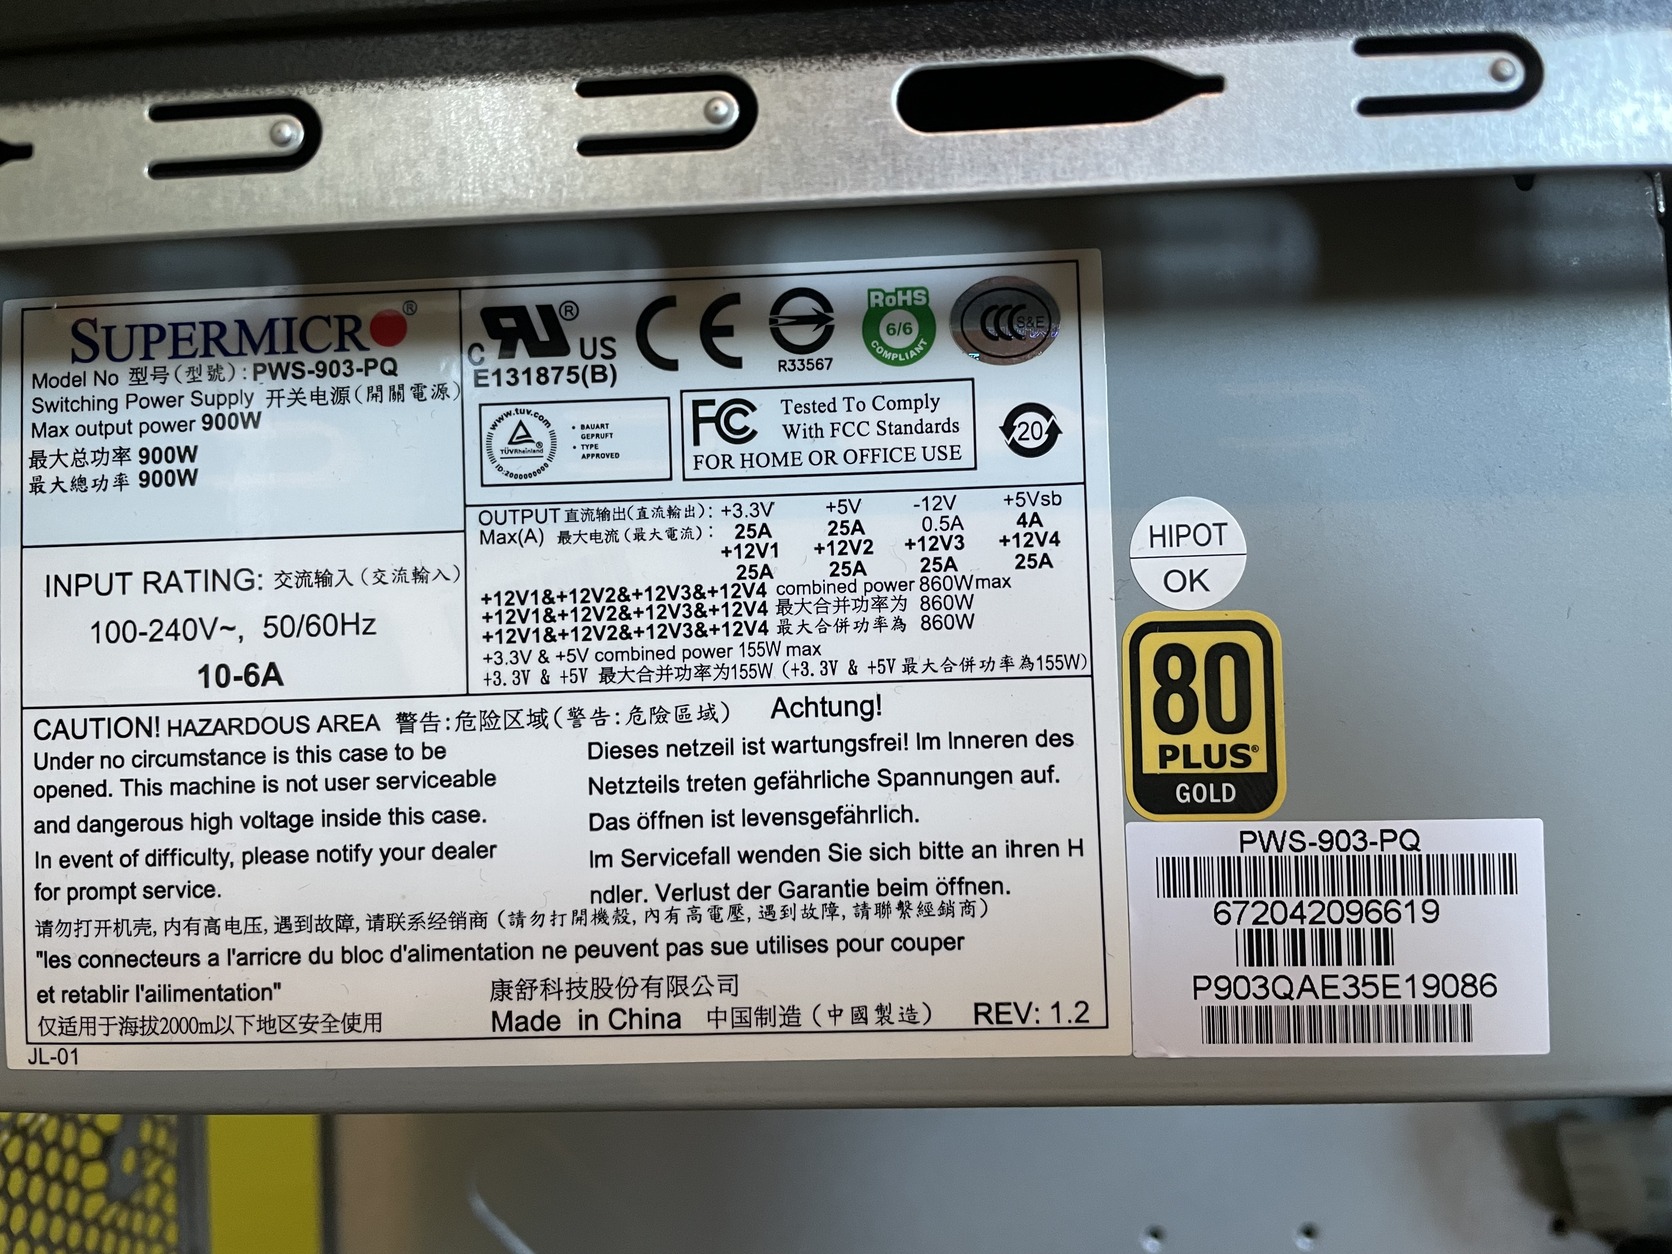 SUPERMICRO®
Model No 型号(型號):PWS-903-PQ
Switching Power Supply 开关电源(開關電源)
Max output power 900W
最大总功率 900W
最大總功率 900W
INPUT RATING: 交流输入(交流輸入)
100-240V~, 50/60Hz
10-6A
C RU® US
E131875(B)
CE
R33567
RoHS
6/6
COMPLIANT
CCC S&E
www.tuv.com
TÜVRheinland®
ID:2000000000
• BAUART
GEPRUFT
• TYPE
APPROVED
FC Tested To Comply
With FCC Standards
FOR HOME OR OFFICE USE
20
OUTPUT直流输出(直流輸出): +3.3V +5V -12V +5Vsb
Max(A) 最大电流(最大電流): 25A 25A 0.5A 4A
+12V1 +12V2 +12V3 +12V4
25A 25A 25A 25A
+12V1&+12V2&+12V3&+12V4 combined power 860Wmax
+12V1&+12V2&+12V3&+12V4 最大合并功率为 860W
+12V1&+12V2&+12V3&+12V4 最大合併功率為 860W
+3.3V & +5V combined power 155W max
+3.3V & +5V 最大合并功率为155W (+3.3V & +5V 最大合併功率為155W)
CAUTION! HAZARDOUS AREA 警告:危险区域(警告:危險區域)
Under no circumstance is this case to be
opened. This machine is not user serviceable
and dangerous high voltage inside this case.
In event of difficulty, please notify your dealer
for prompt service.
Achtung!
Dieses netzeil ist wartungsfrei! Im Inneren des
Netzteils treten gefährliche Spannungen auf.
Das öffnen ist levensgefährlich.
Im Servicefall wenden Sie sich bitte an ihren H
ndler. Verlust der Garantie beim öffnen.
请勿打开机壳,内有高电压,遇到故障,请联系经销商(請勿打開機殼,內有高電壓,遇到故障,請聯繫經銷商)
"les connecteurs a l'arricre du bloc d'alimentation ne peuvent pas sue utilises pour couper
et retablir l'ailimentation"
康舒科技股份有限公司
仅适用于海拔2000m以下地区安全使用
Made in China 中国制造(中國製造) REV: 1.2
JL-01
HIPOT
OK
80
PLUS®
GOLD
PWS-903-PQ
672042096619
P903QAE35E19086